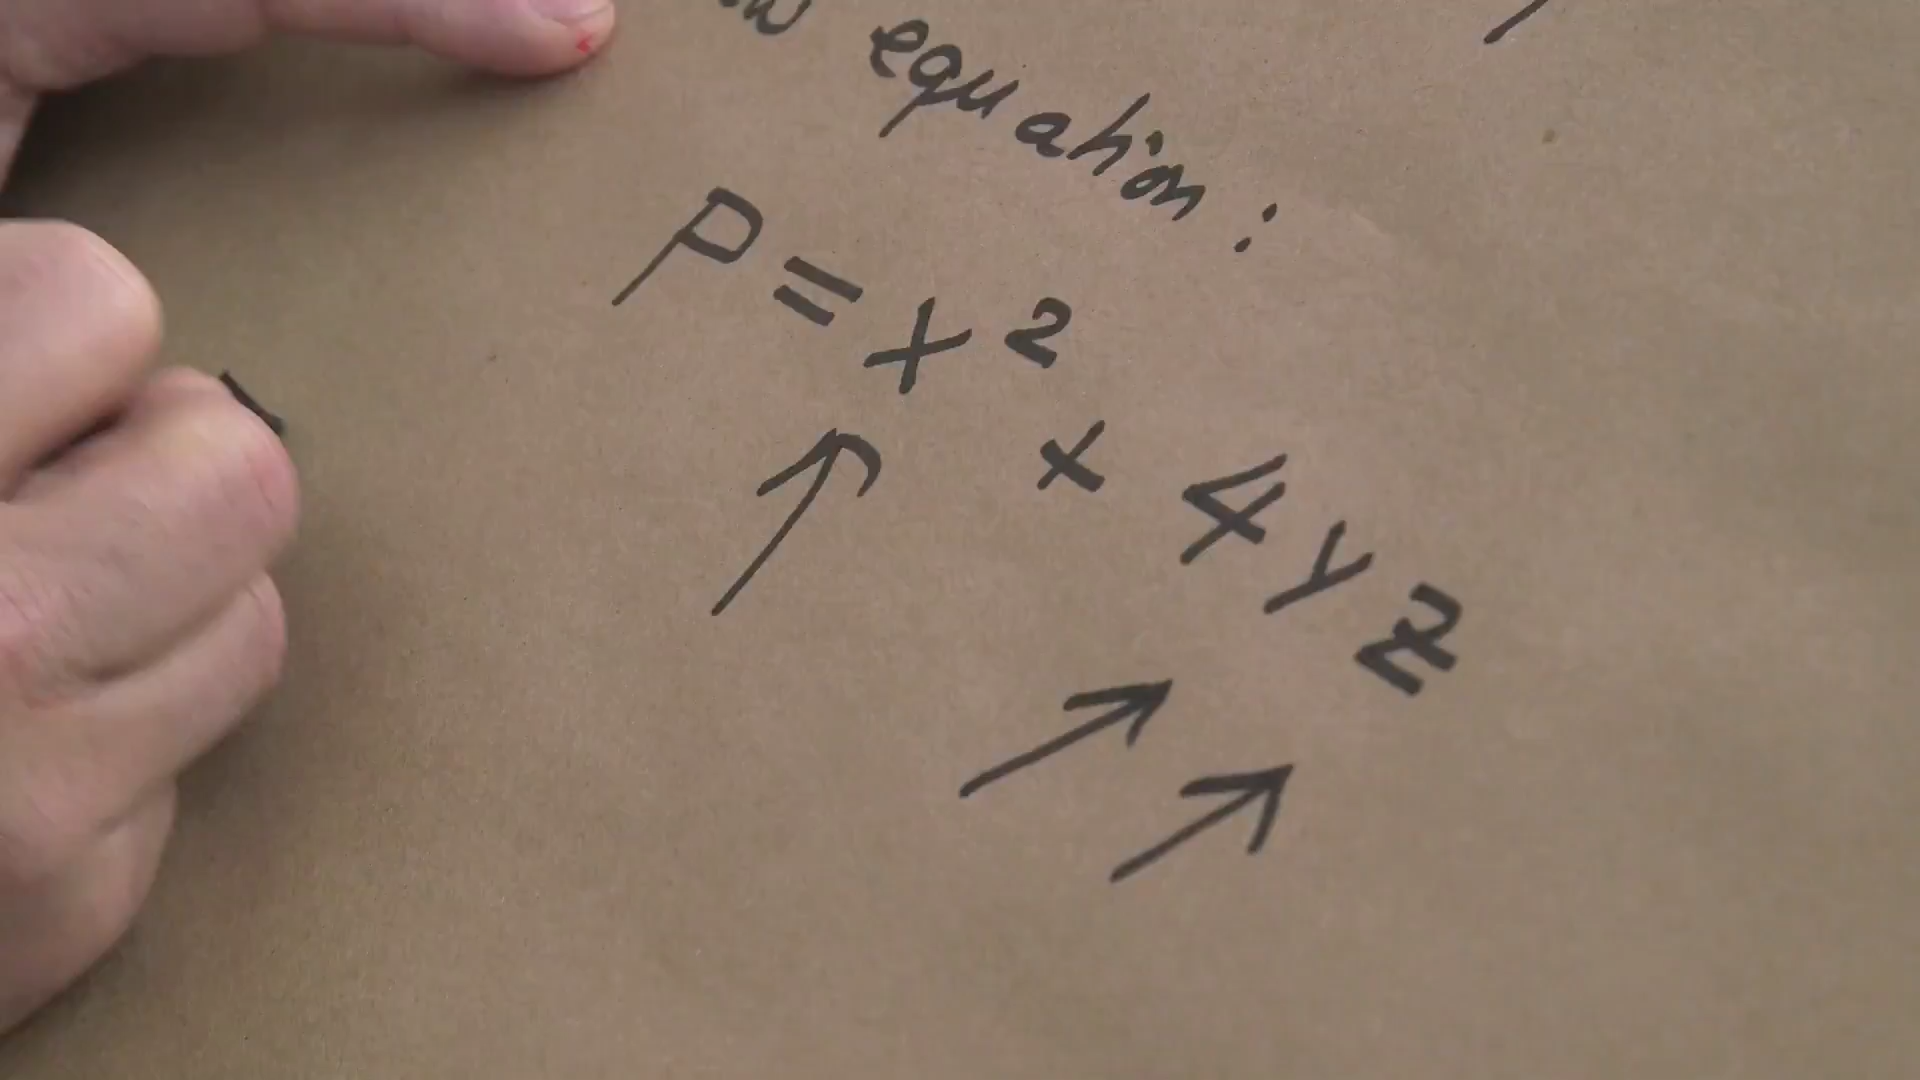 equation:
P = x² x 4yz